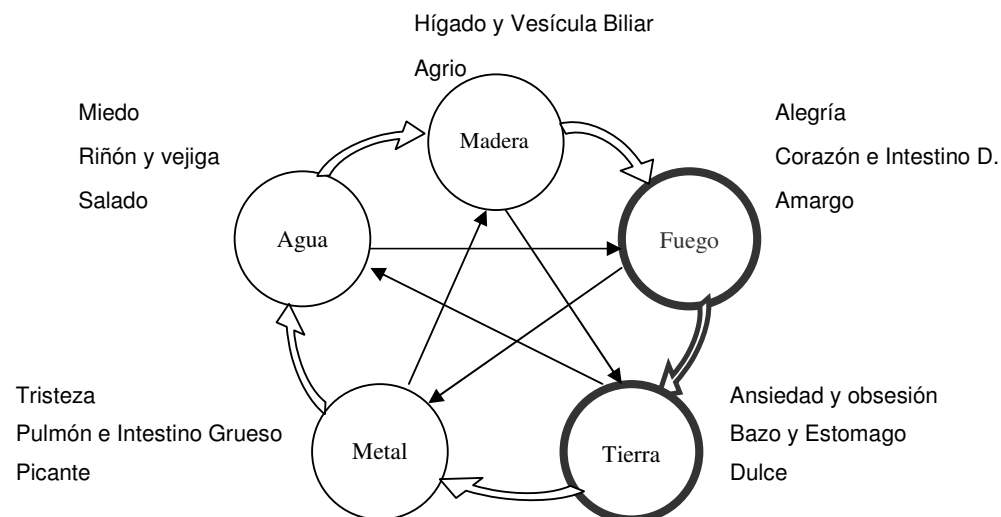 Hígado y Vesícula Biliar
Agrio
Madera
Miedo
Riñón y vejiga
Salado
Alegría
Corazón e Intestino D.
Amargo
Agua
Fuego
Tristeza
Pulmón e Intestino Grueso
Picante
Metal
Tierra
Ansiedad y obsesión
Bazo y Estomago
Dulce